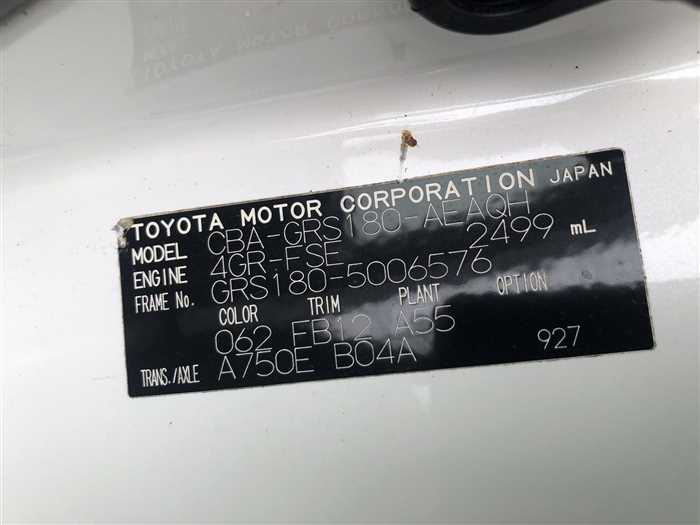 TOYOTA MOTOR CORPORATION JAPAN
MODEL CBA-GRS180-AEAQH
ENGINE 4GR-FSE 2499 mL
FRAME No. GRS180-5006576
COLOR TRIM PLANT OPTION
062 FB12 A55
TRANS./AXLE A750E B04A 927